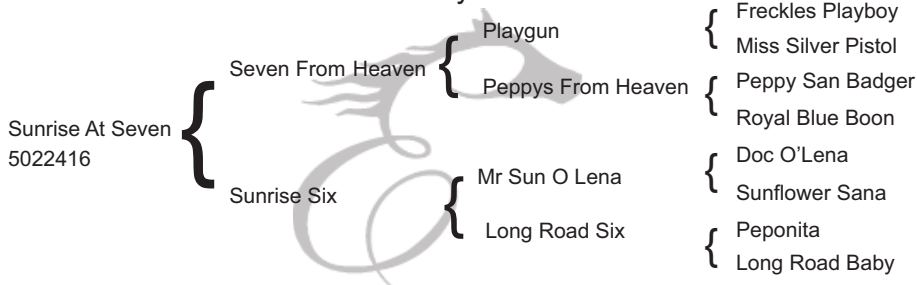 Sunrise At Seven
5022416
Seven From Heaven
Sunrise Six
Playgun
Peppys From Heaven
Mr Sun O Lena
Long Road Six
Freckles Playboy
Miss Silver Pistol
Peppy San Badger
Royal Blue Boon
Doc O’Lena
Sunflower Sana
Peponita
Long Road Baby